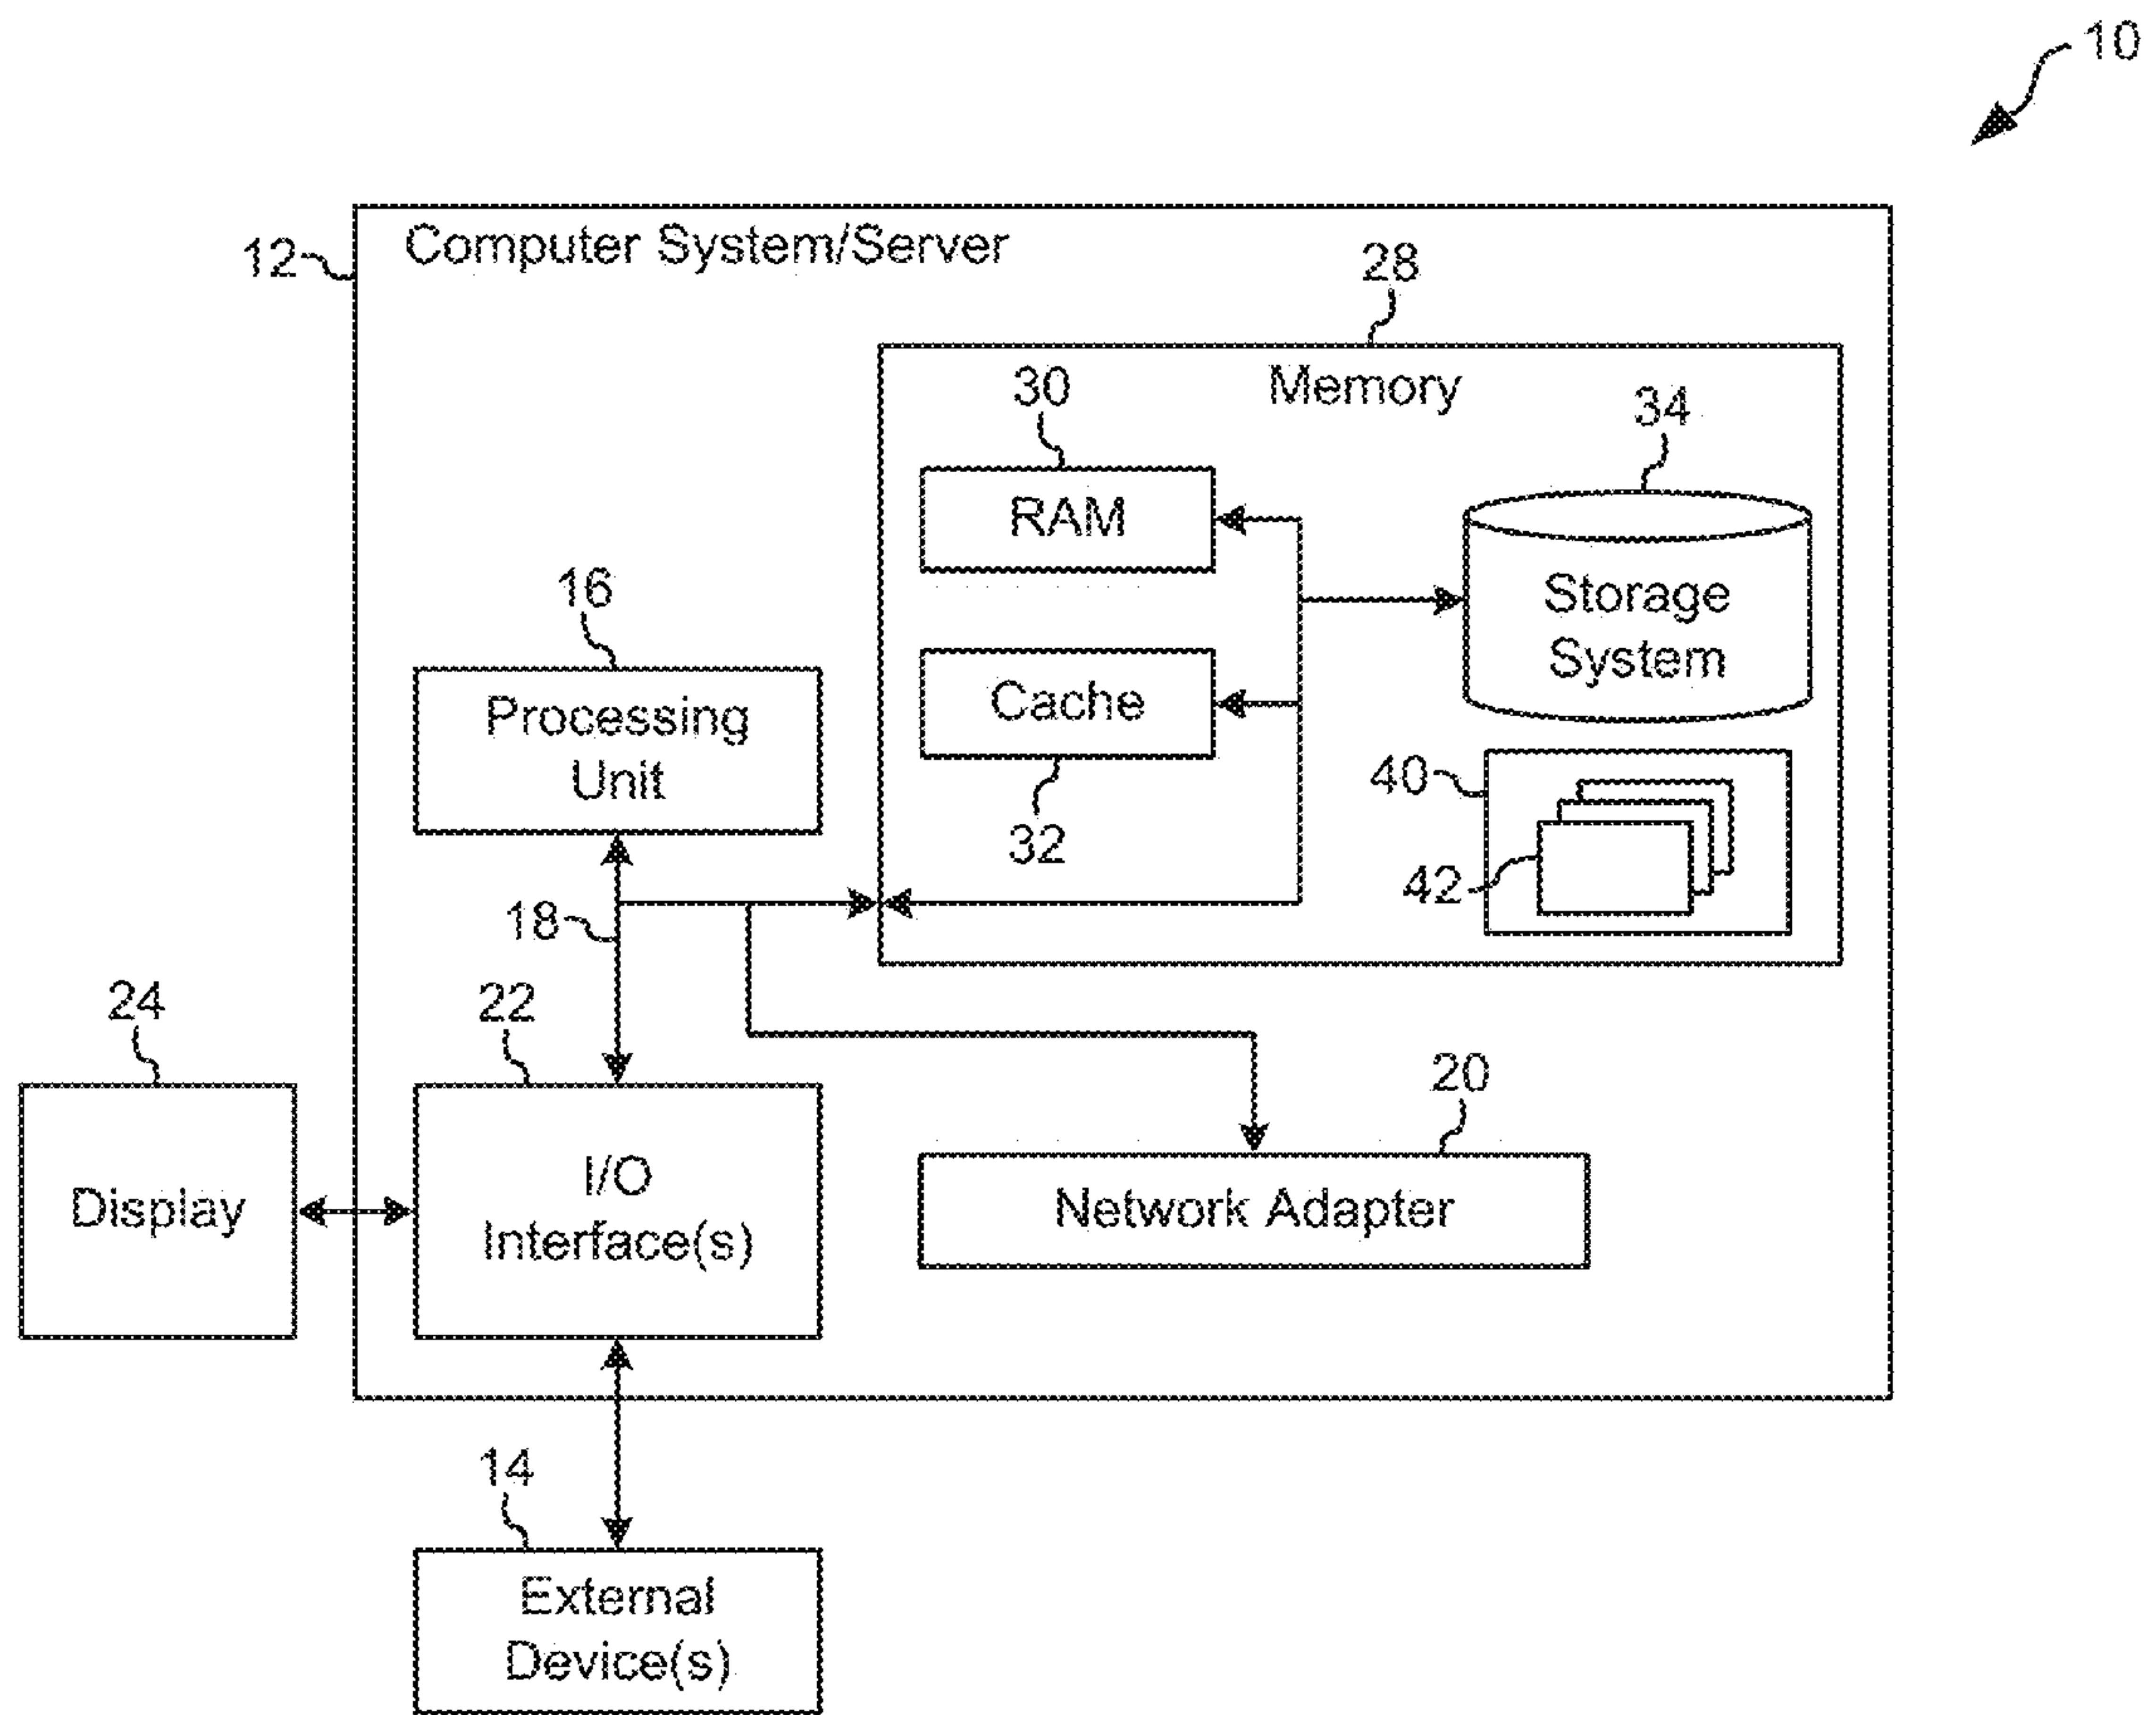 10
12
Computer System/Server
28
Memory
30
RAM
34
Storage
System
16
Processing
Unit
Cache
32
40
42
18
24
22
20
Display
I/O
Interface(s)
Network Adapter
14
External
Device(s)